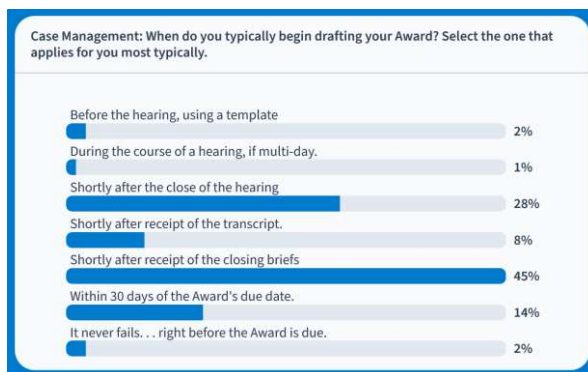 Case Management: When do you typically begin drafting your Award? Select the one that
applies for you most typically.
Before the hearing, using a template
2%
During the course of a hearing, if multi-day.
1%
Shortly after the close of the hearing
28%
Shortly after receipt of the transcript.
8%
Shortly after receipt of the closing briefs
45%
Within 30 days of the Award's due date.
14%
It never fails. . . right before the Award is due.
2%